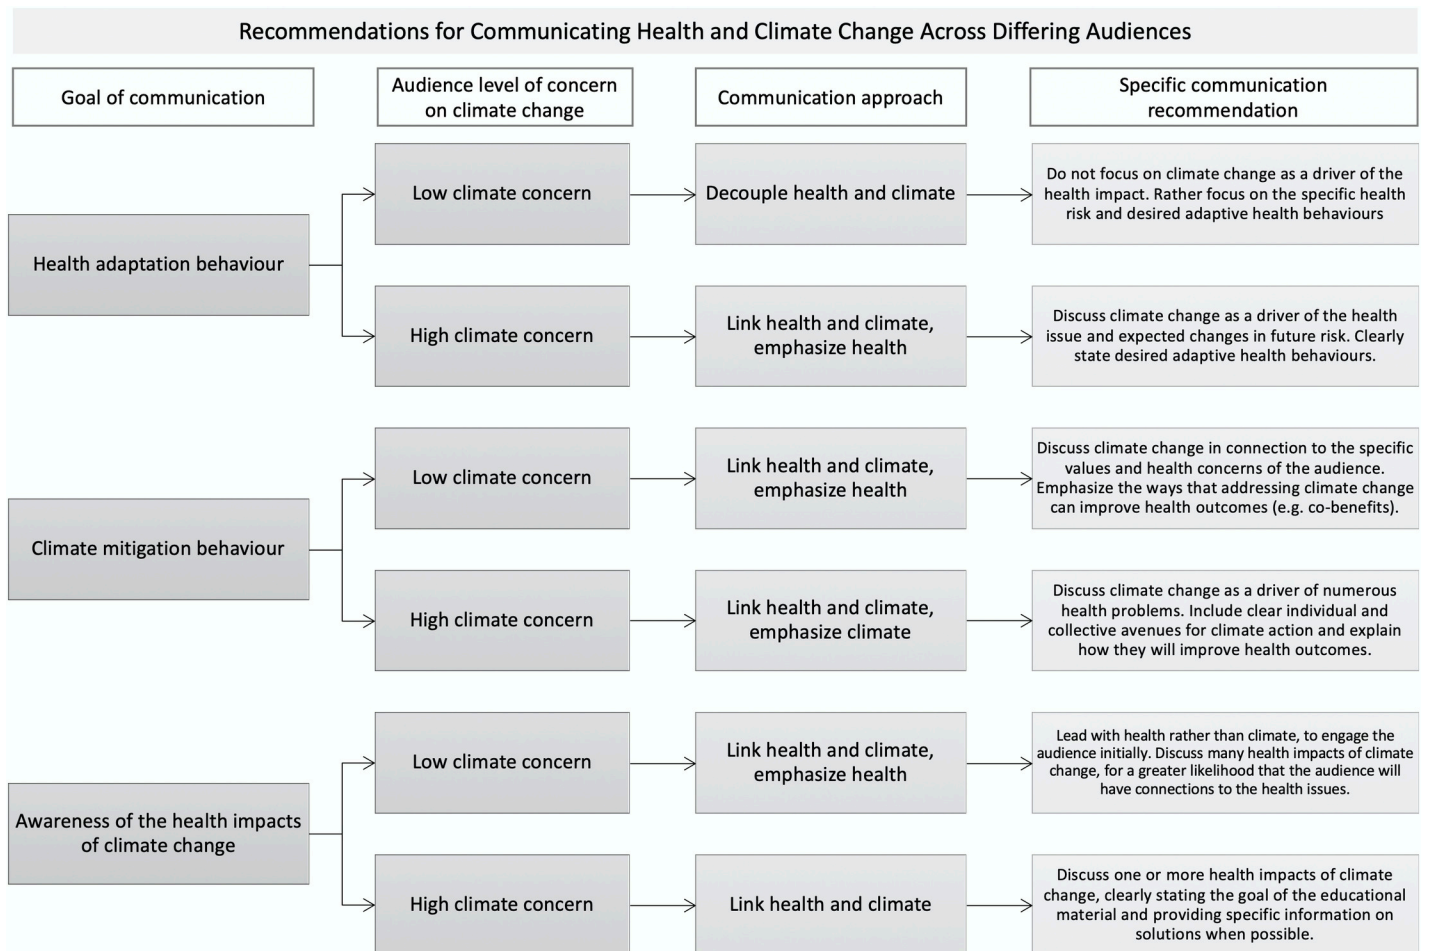 Recommendations for Communicating Health and Climate Change Across Differing Audiences
Goal of communication
Audience level of concern
on climate change
Communication approach
Specific communication
recommendation
Health adaptation behaviour
Low climate concern
Decouple health and climate
Do not focus on climate change as a driver of the
health impact. Rather focus on the specific health
risk and desired adaptive health behaviours
High climate concern
Link health and climate,
emphasize health
Discuss climate change as a driver of the health
issue and expected changes in future risk. Clearly
state desired adaptive health behaviours.
Climate mitigation behaviour
Low climate concern
Link health and climate,
emphasize health
Discuss climate change in connection to the specific
values and health concerns of the audience.
Emphasize the ways that addressing climate change
can improve health outcomes (e.g. co-benefits).
High climate concern
Link health and climate,
emphasize climate
Discuss climate change as a driver of numerous
health problems. Include clear individual and
collective avenues for climate action and explain
how they will improve health outcomes.
Awareness of the health impacts
of climate change
Low climate concern
Link health and climate,
emphasize health
Lead with health rather than climate, to engage the
audience initially. Discuss many health impacts of climate
change, for a greater likelihood that the audience will
have connections to the health issues.
High climate concern
Link health and climate
Discuss one or more health impacts of climate
change, clearly stating the goal of the educational
material and providing specific information on
solutions when possible.